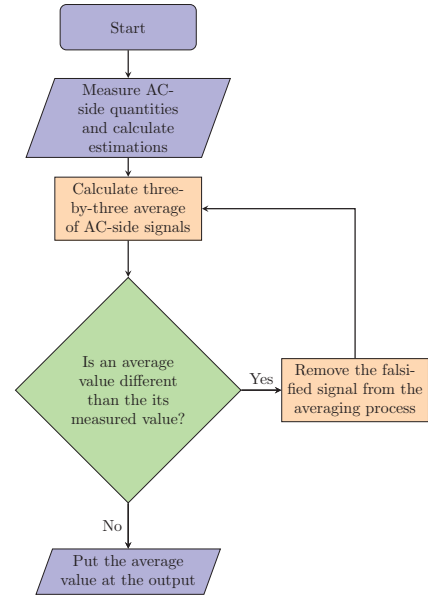 Start
Measure AC-
side quantities
and calculate
estimations
Calculate three-
by-three average
of AC-side signals
Is an average
value different
than the its
measured value?
Yes
Remove the falsi-
fied signal from the
averaging process
No
Put the average
value at the output